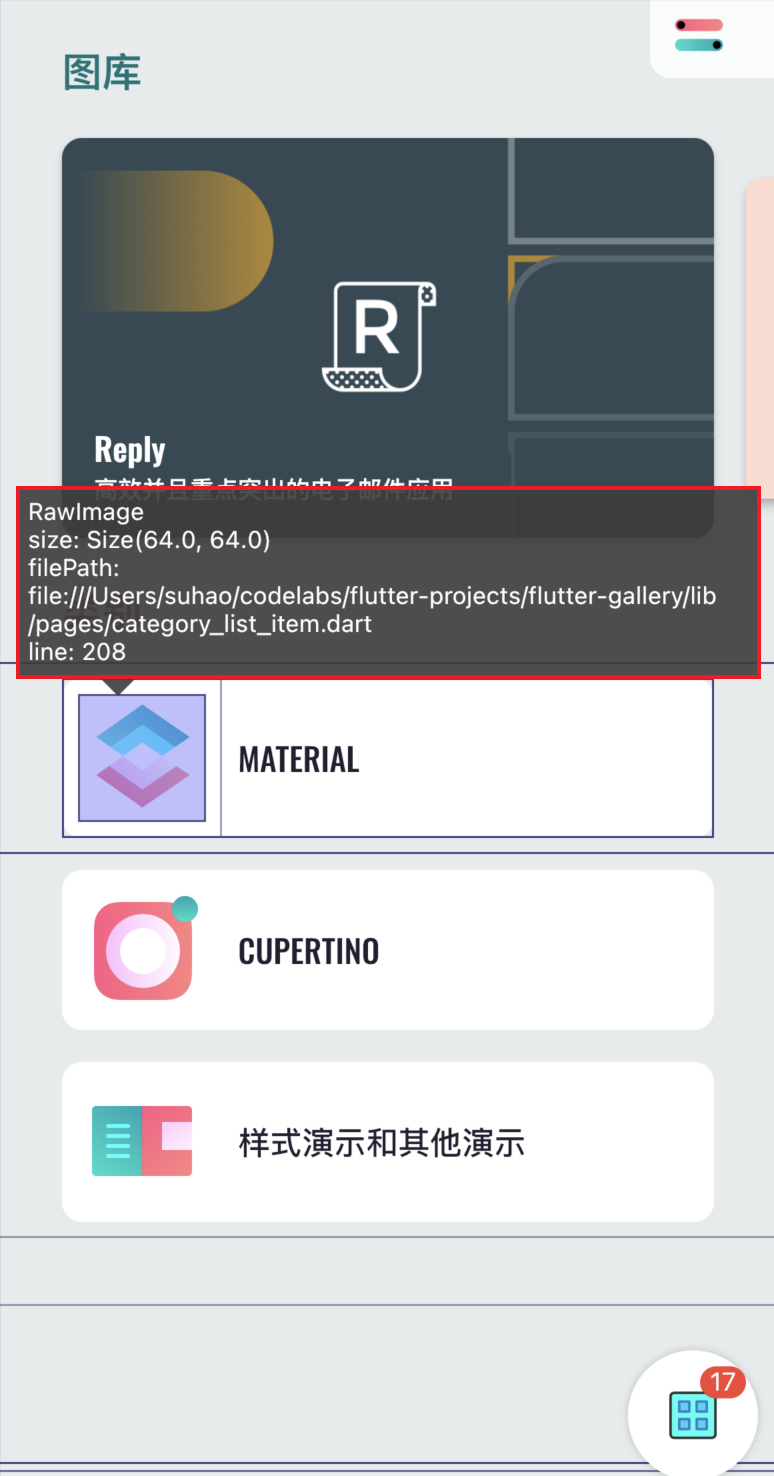 图库
R
Reply
高效并且重点突出的电子邮件应用
RawImage
size: Size(64.0, 64.0)
filePath:
file:///Users/suhao/codelabs/flutter-projects/flutter-gallery/lib
/pages/category_list_item.dart
line: 208
MATERIAL
CUPERTINO
样式演示和其他演示
17